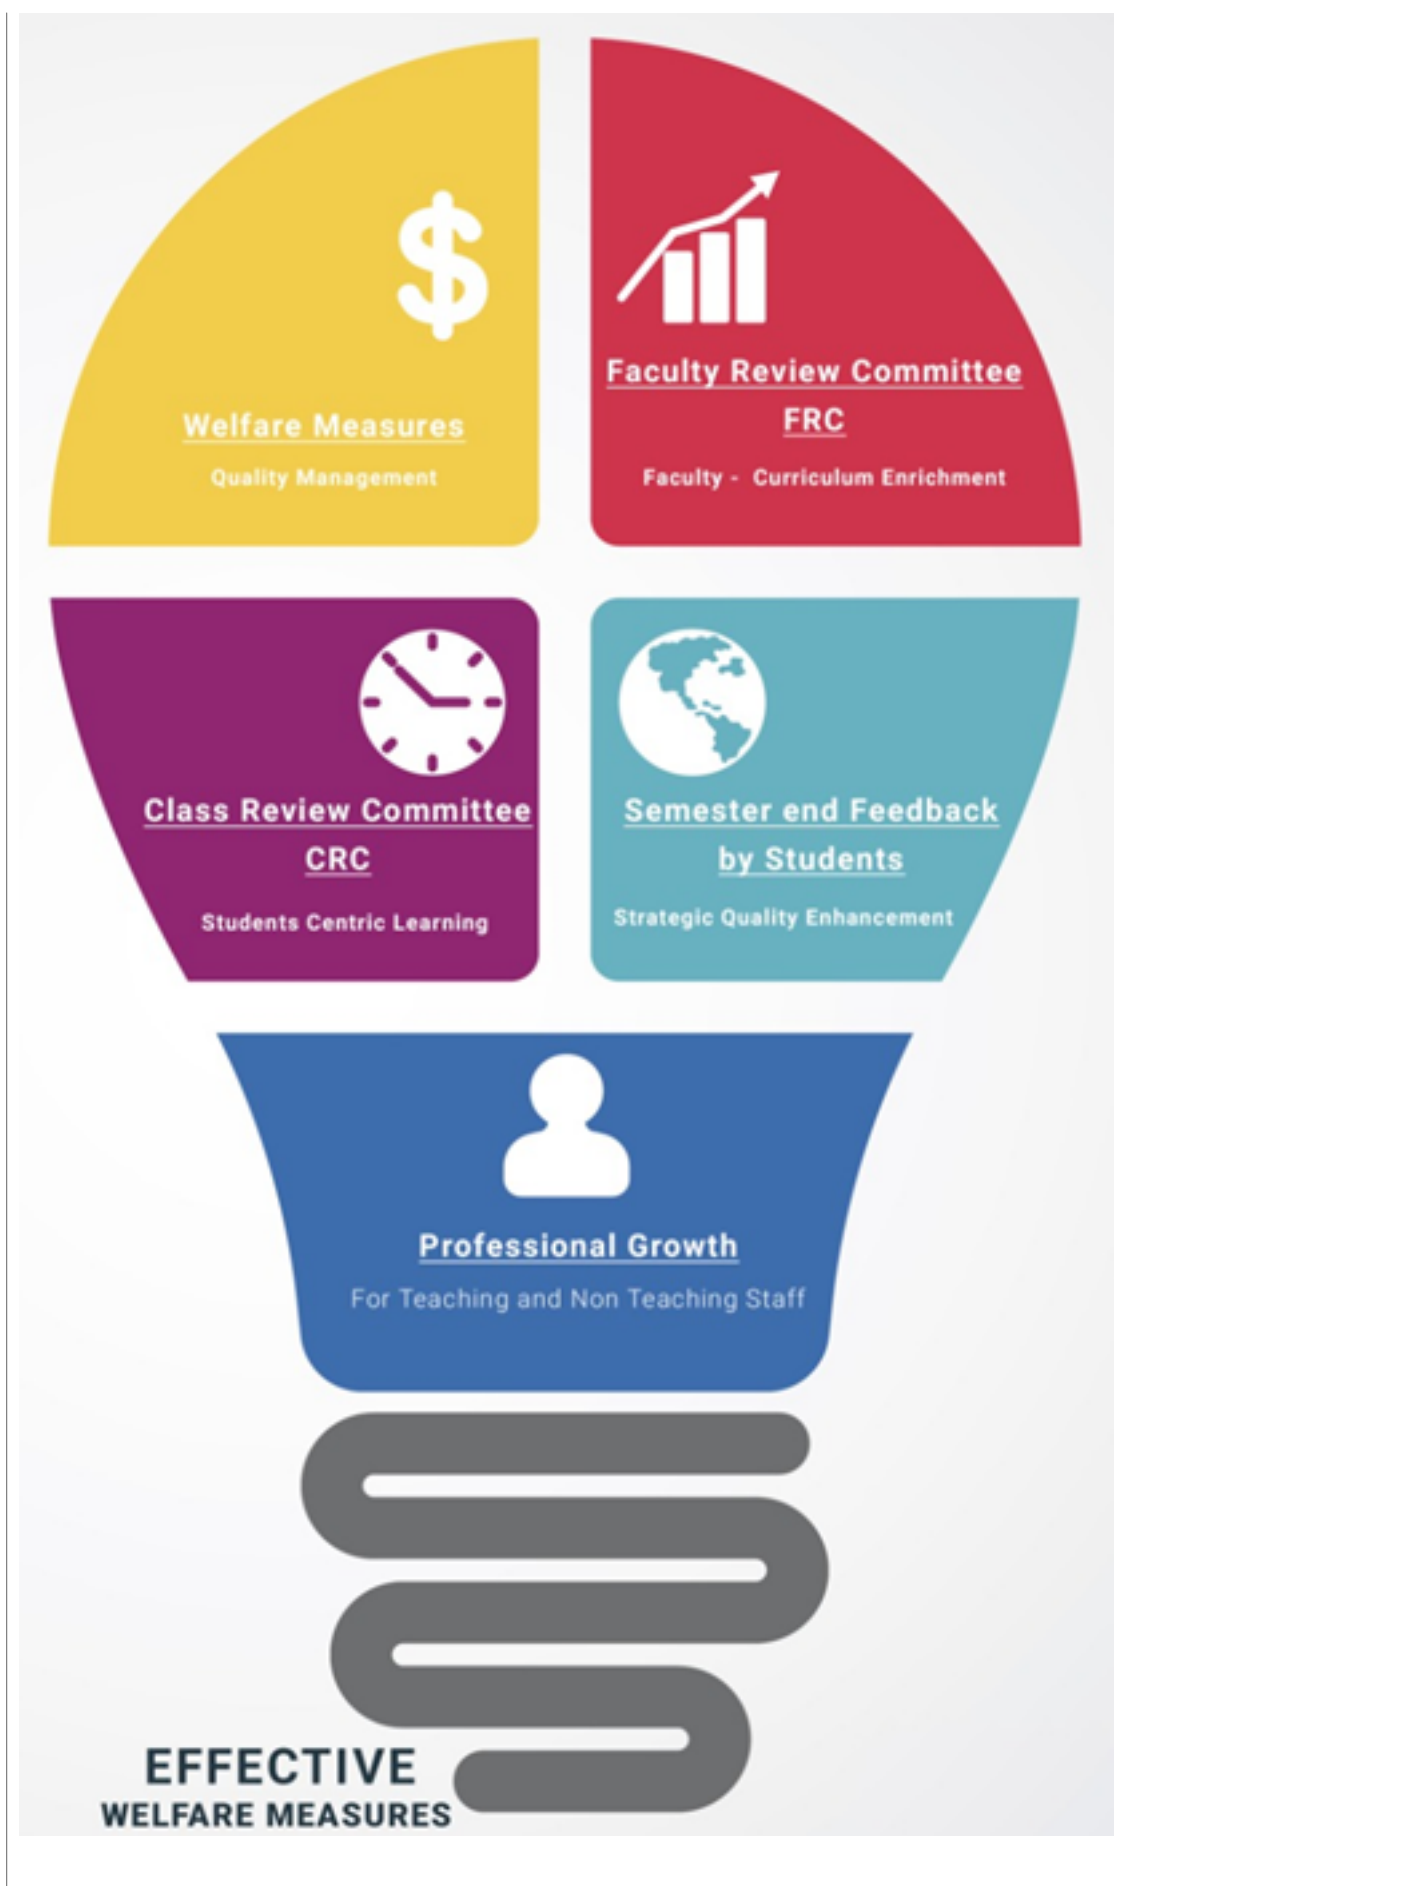 Welfare Measures
Quality Management
Faculty Review Committee
FRC
Faculty - Curriculum Enrichment
Class Review Committee
CRC
Students Centric Learning
Semester end Feedback
by Students
Strategic Quality Enhancement
Professional Growth
For Teaching and Non Teaching Staff
EFFECTIVE
WELFARE MEASURES